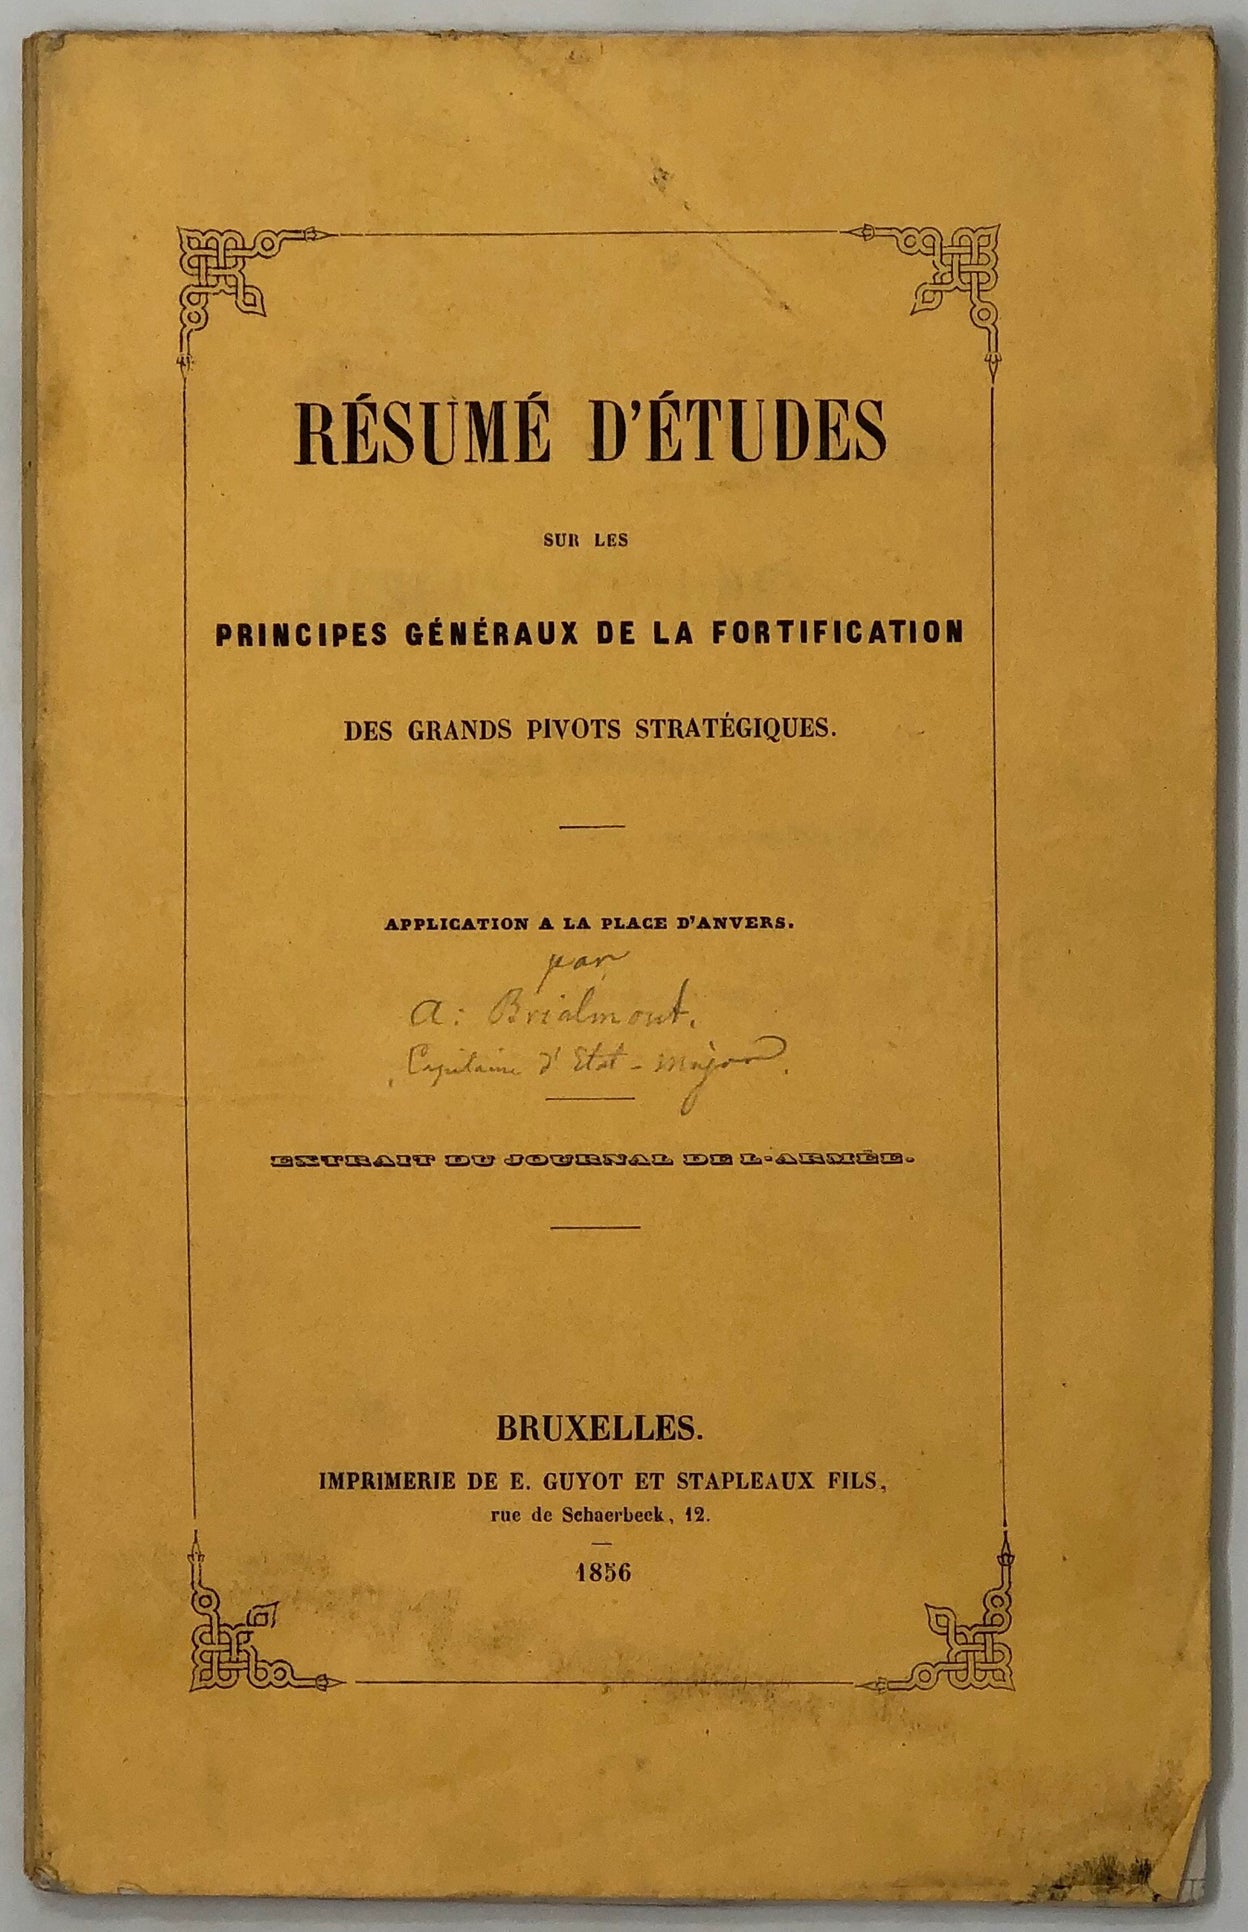 RÉSUMÉ D'ÉTUDES
SUR LES
PRINCIPES GÉNÉRAUX DE LA FORTIFICATION
DES GRANDS PIVOTS STRATÉGIQUES.
APPLICATION A LA PLACE D'ANVERS.
par
A: Brialmont.
Capitaine d'Etat-major.
EXTRAIT DU JOURNAL DE L'ARMÉE.
BRUXELLES.
IMPRIMERIE DE E. GUYOT ET STAPLEAUX FILS,
rue de Schaerbeek, 12.
1856